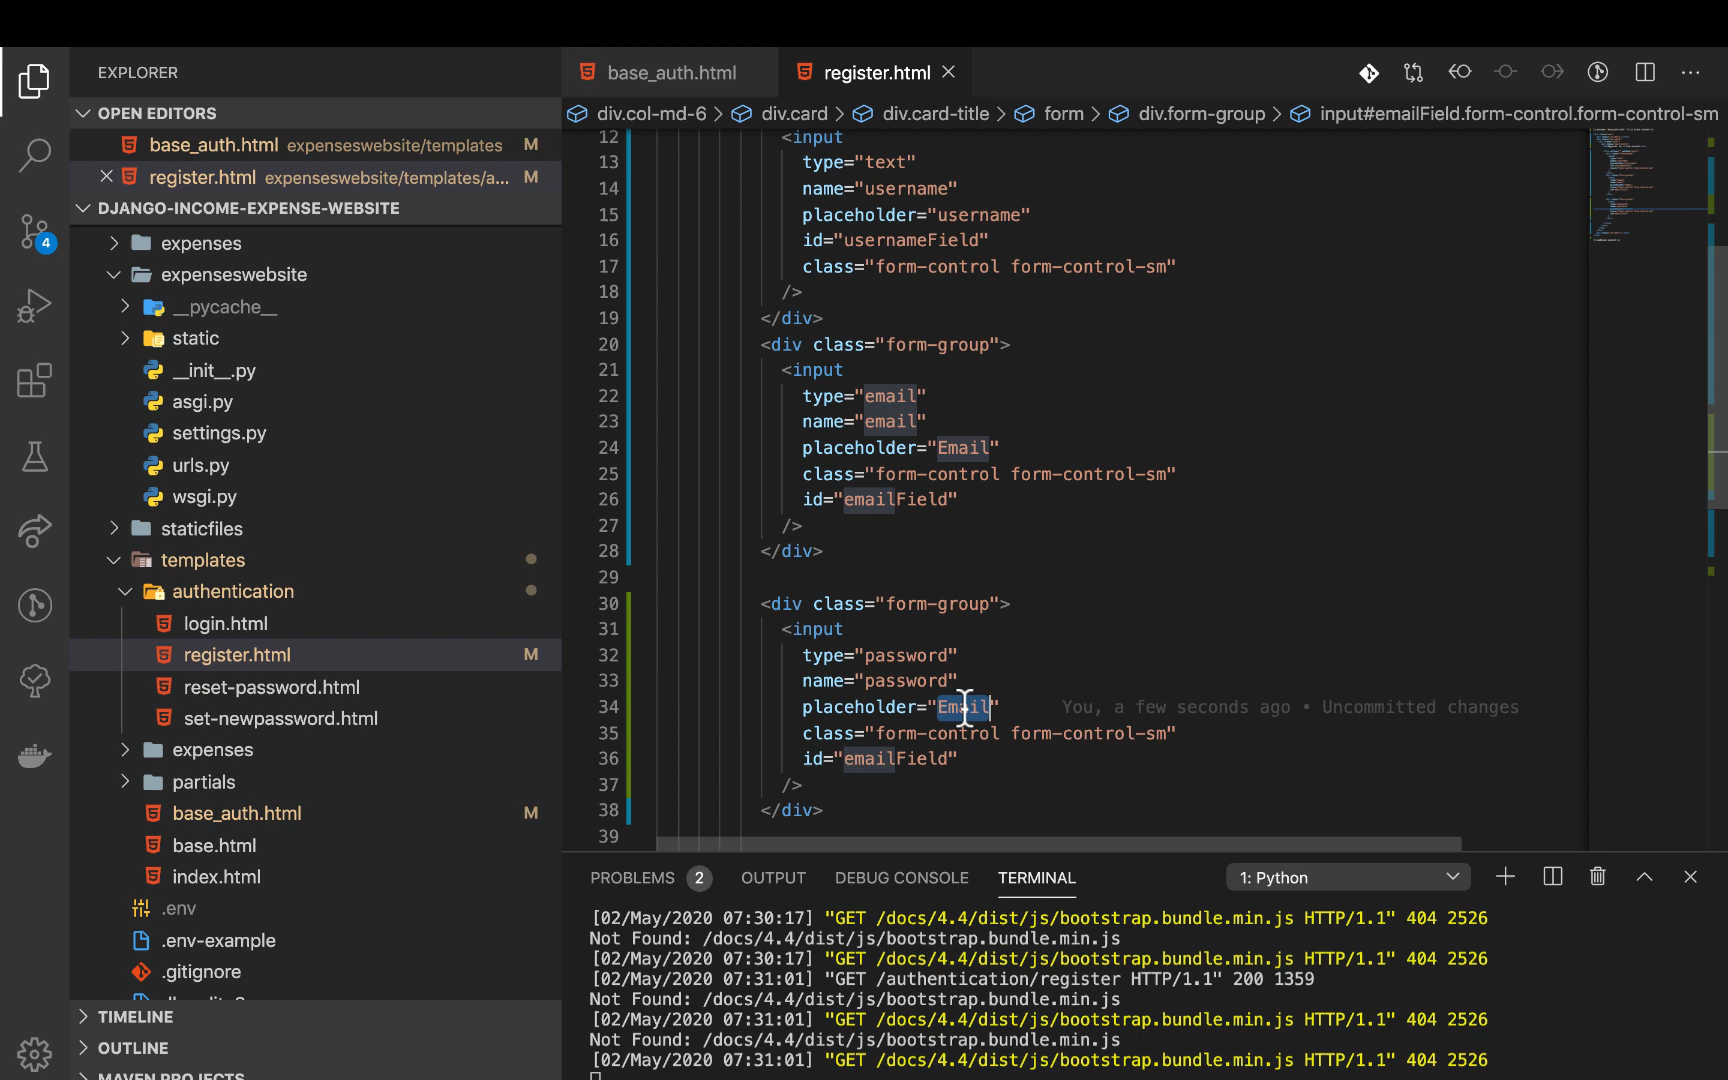 EXPLORER
OPEN EDITORS
base_auth.html expenseswebsite/templates M
register.html expenseswebsite/templates/a... M
DJANGO-INCOME-EXPENSE-WEBSITE
expenses
expenseswebsite
__pycache__
static
__init__.py
asgi.py
settings.py
urls.py
wsgi.py
staticfiles
templates
authentication
login.html
register.html M
reset-password.html
set-newpassword.html
expenses
partials
base_auth.html M
base.html
index.html
.env
.env-example
.gitignore
TIMELINE
OUTLINE
MAVEN PROJECTS
4
base_auth.html register.html
div.col-md-6 > div.card > div.card-title > form > div.form-group > input#emailField.form-control.form-control-sm
12 <input
13 type="text"
14 name="username"
15 placeholder="username"
16 id="usernameField"
17 class="form-control form-control-sm"
18 />
19 </div>
20 <div class="form-group">
21 <input
22 type="email"
23 name="email"
24 placeholder="Email"
25 class="form-control form-control-sm"
26 id="emailField"
27 />
28 </div>
29
30 <div class="form-group">
31 <input
32 type="password"
33 name="password"
34 placeholder="Email" You, a few seconds ago • Uncommitted changes
35 class="form-control form-control-sm"
36 id="emailField"
37 />
38 </div>
39
PROBLEMS 2 OUTPUT DEBUG CONSOLE TERMINAL 1: Python
[02/May/2020 07:30:17] "GET /docs/4.4/dist/js/bootstrap.bundle.min.js HTTP/1.1" 404 2526
Not Found: /docs/4.4/dist/js/bootstrap.bundle.min.js
[02/May/2020 07:30:17] "GET /docs/4.4/dist/js/bootstrap.bundle.min.js HTTP/1.1" 404 2526
[02/May/2020 07:31:01] "GET /authentication/register HTTP/1.1" 200 1359
Not Found: /docs/4.4/dist/js/bootstrap.bundle.min.js
[02/May/2020 07:31:01] "GET /docs/4.4/dist/js/bootstrap.bundle.min.js HTTP/1.1" 404 2526
Not Found: /docs/4.4/dist/js/bootstrap.bundle.min.js
[02/May/2020 07:31:01] "GET /docs/4.4/dist/js/bootstrap.bundle.min.js HTTP/1.1" 404 2526